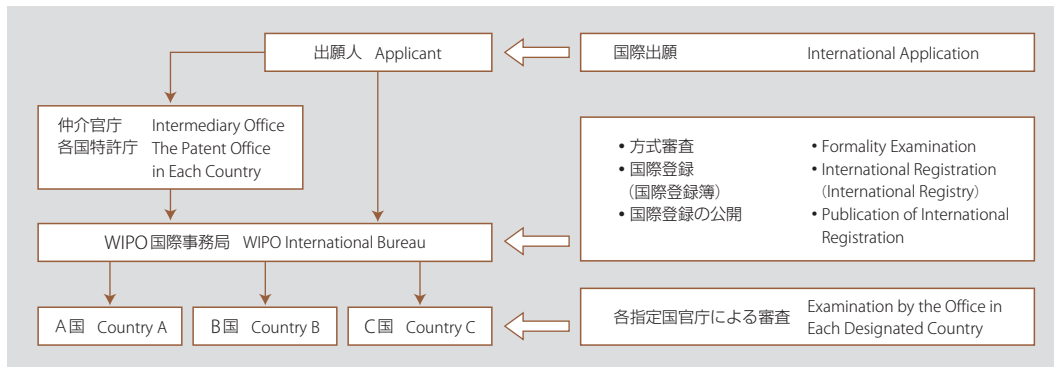 出願人 Applicant
国際出願 International Application
仲介官庁 Intermediary Office
各国特許庁 The Patent Office
in Each Country
• 方式審査
• 国際登録
（国際登録簿）
• 国際登録の公開
• Formality Examination
• International Registration
（International Registry）
• Publication of International
Registration
WIPO国際事務局 WIPO International Bureau
A国 Country A
B国 Country B
C国 Country C
各指定国官庁による審査
Examination by the Office in
Each Designated Country